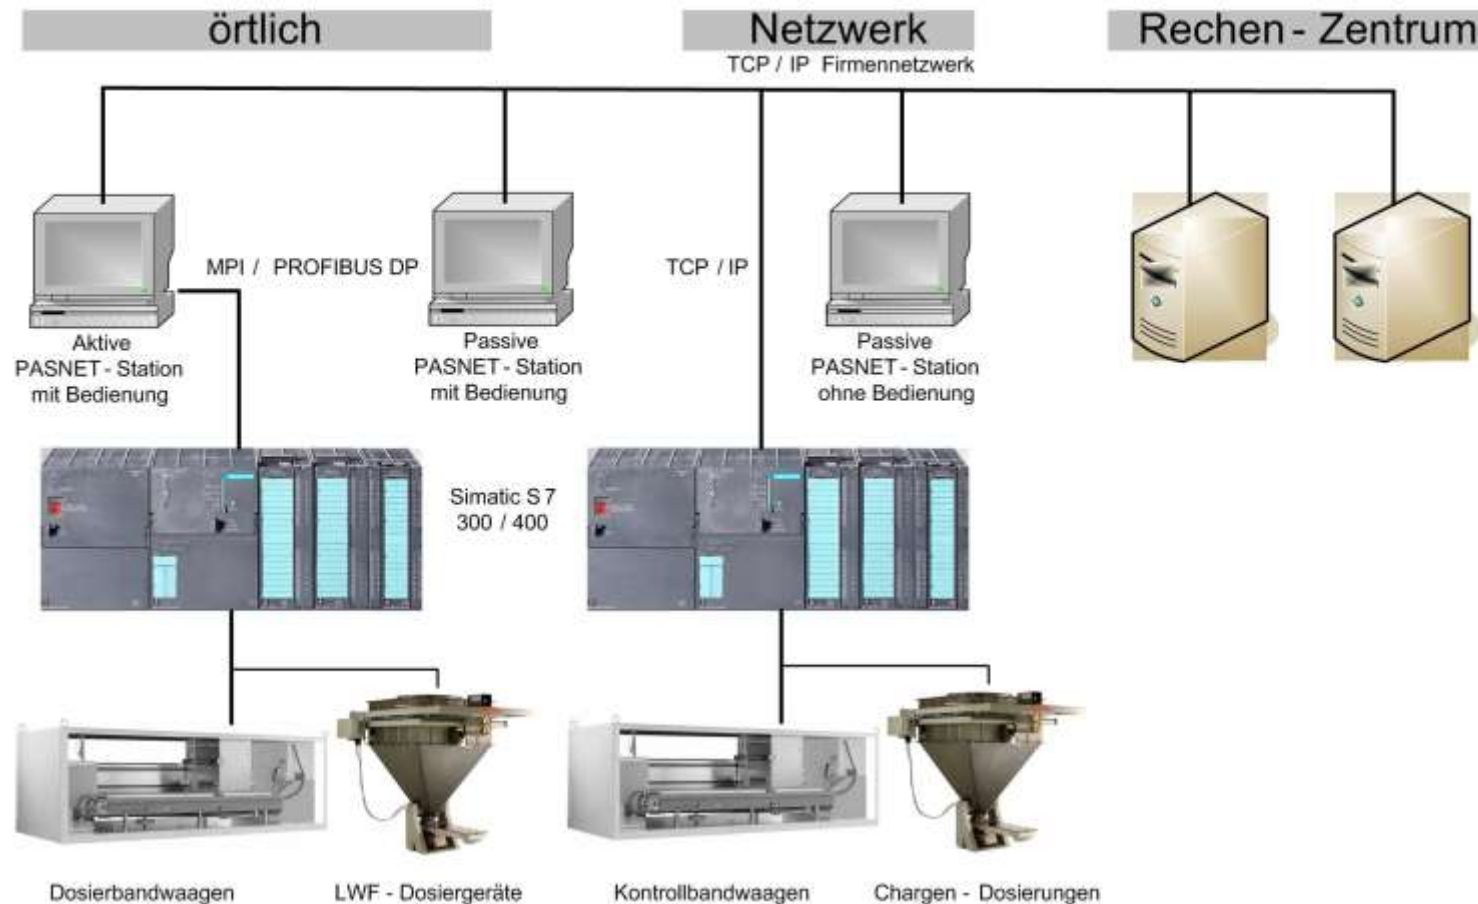 örtlich
Netzwerk
Rechen - Zentrum
TCP / IP Firmennetzwerk
MPI / PROFIBUS DP
TCP / IP
Aktive
PASNET - Station
mit Bedienung
Passive
PASNET - Station
mit Bedienung
Passive
PASNET - Station
ohne Bedienung
Simatic S 7
300 / 400
Dosierbandwaagen
LWF - Dosiergeräte
Kontrollbandwaagen
Chargen - Dosierungen